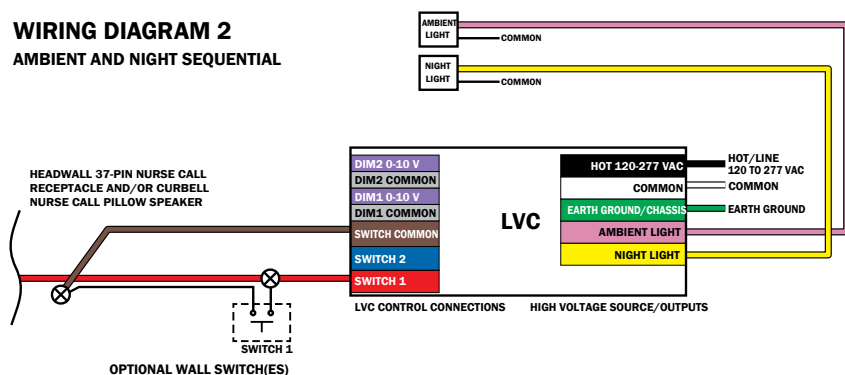 WIRING DIAGRAM 2
AMBIENT AND NIGHT SEQUENTIAL
AMBIENT
LIGHT
COMMON
NIGHT
LIGHT
COMMON
HEADWALL 37-PIN NURSE CALL
RECEPTACLE AND/OR CURBELL
NURSE CALL PILLOW SPEAKER
DIM2 0-10 V
DIM2 COMMON
DIM1 0-10 V
DIM1 COMMON
SWITCH COMMON
SWITCH 2
SWITCH 1
LVC
HOT 120-277 VAC
COMMON
EARTH GROUND/CHASSIS
AMBIENT LIGHT
NIGHT LIGHT
HOT/LINE
120 TO 277 VAC
COMMON
EARTH GROUND
LVC CONTROL CONNECTIONS
HIGH VOLTAGE SOURCE/OUTPUTS
SWITCH 1
OPTIONAL WALL SWITCH(ES)